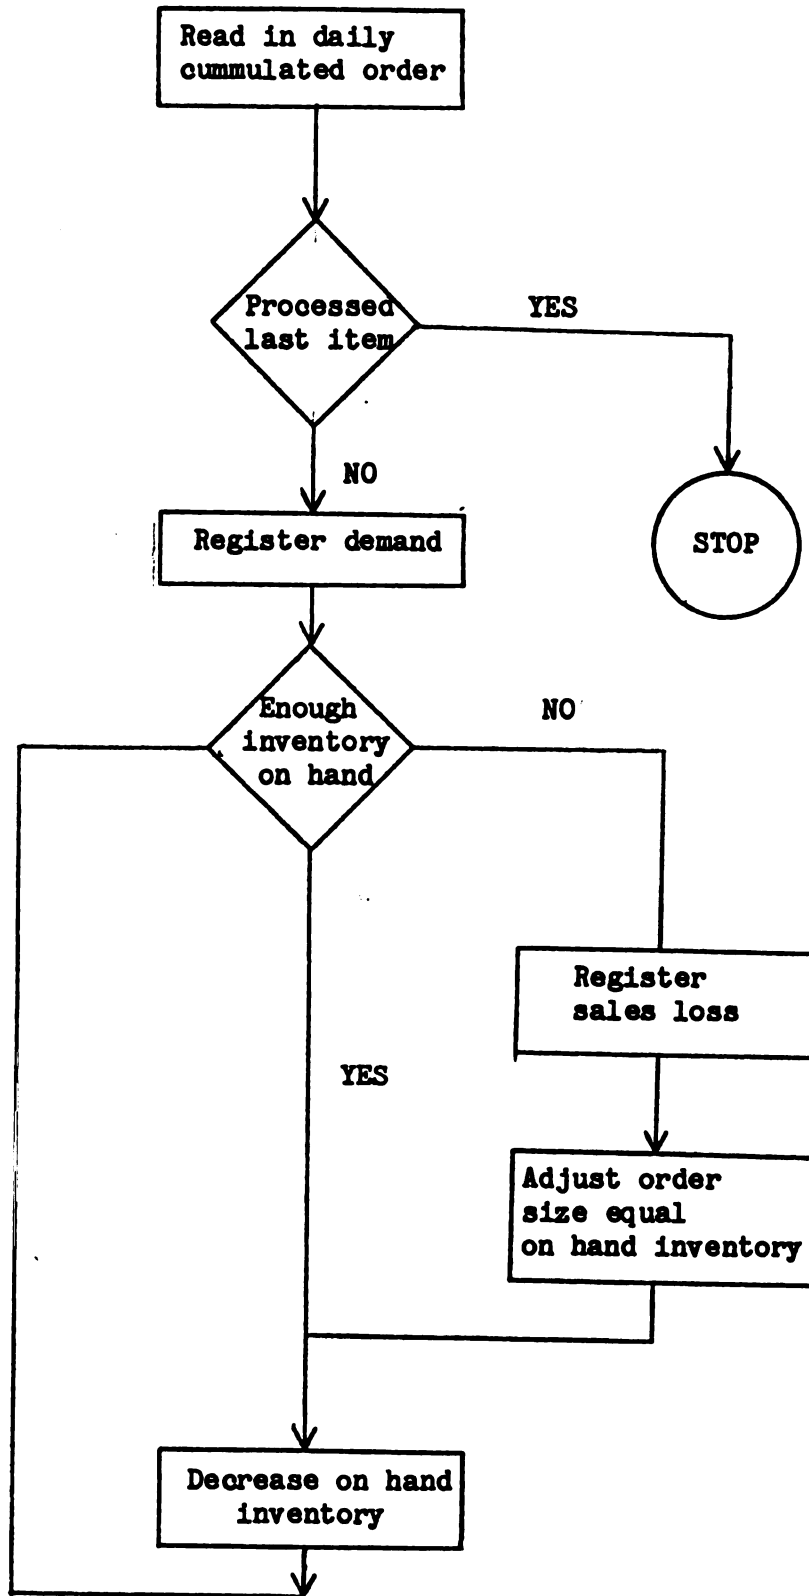 Read in daily
cummulated order
Processed
last item
YES
NO
Register demand
STOP
Enough
inventory
on hand
NO
Register
sales loss
YES
Adjust order
size equal
on hand inventory
Decrease on hand
inventory